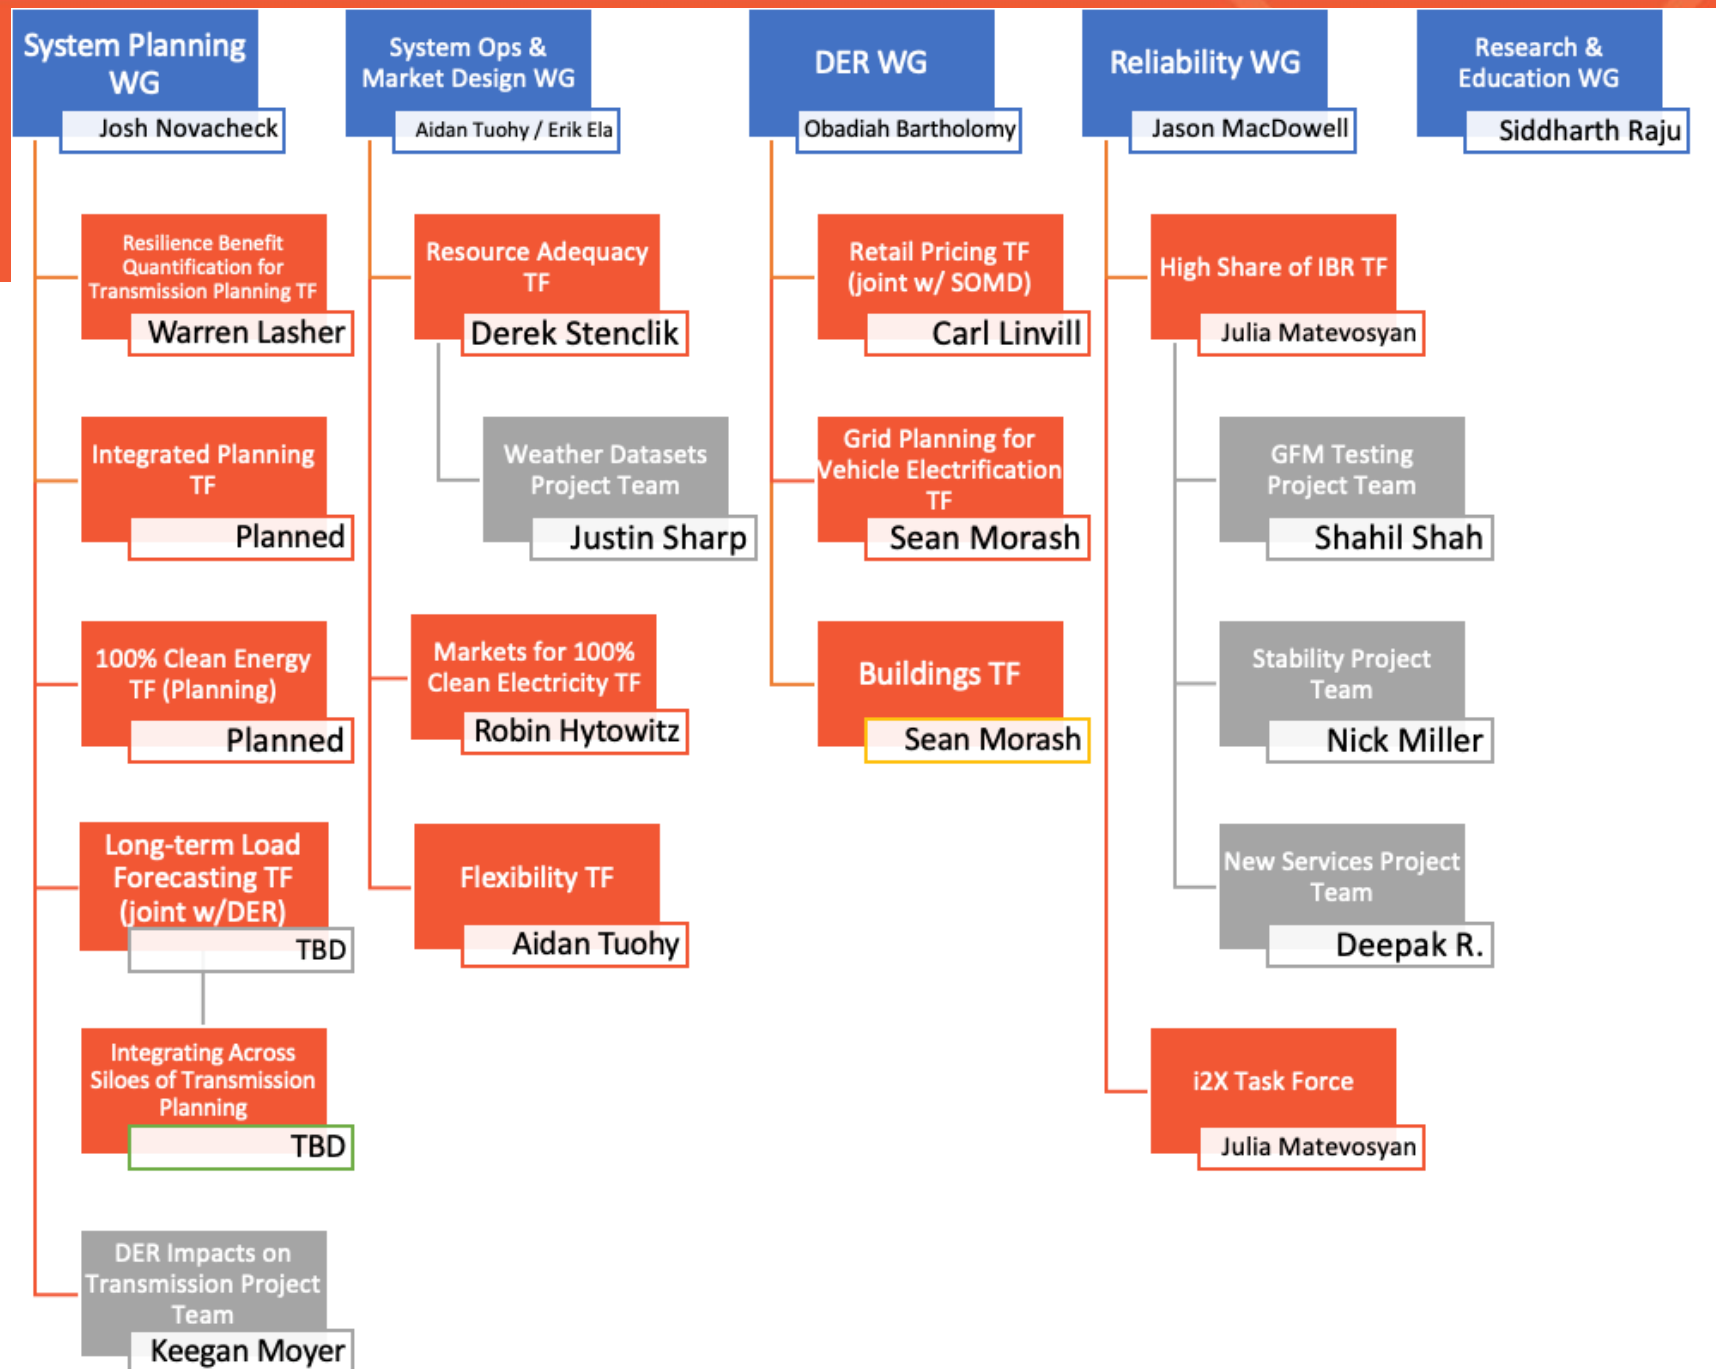 System Planning
WG
Josh Novacheck
Resilience Benefit
Quantification for
Transmission Planning TF
Warren Lasher
Integrated Planning
TF
Planned
100% Clean Energy
TF (Planning)
Planned
Long-term Load
Forecasting TF
(joint w/DER)
TBD
Integrating Across
Siloes of Transmission
Planning
TBD
DER Impacts on
Transmission Project
Team
Keegan Moyer
System Ops &
Market Design WG
Aidan Tuohy / Erik Ela
Resource Adequacy
TF
Derek Stenclik
Weather Datasets
Project Team
Justin Sharp
Markets for 100%
Clean Electricity TF
Robin Hytowitz
Flexibility TF
Aidan Tuohy
DER WG
Obadiah Bartholomy
Retail Pricing TF
(joint w/ SOMD)
Carl Linvill
Grid Planning for
Vehicle Electrification
TF
Sean Morash
Buildings TF
Sean Morash
Reliability WG
Jason MacDowell
High Share of IBR TF
Julia Matevosyan
GFM Testing
Project Team
Shahil Shah
Stability Project
Team
Nick Miller
New Services Project
Team
Deepak R.
i2X Task Force
Julia Matevosyan
Research &
Education WG
Siddharth Raju